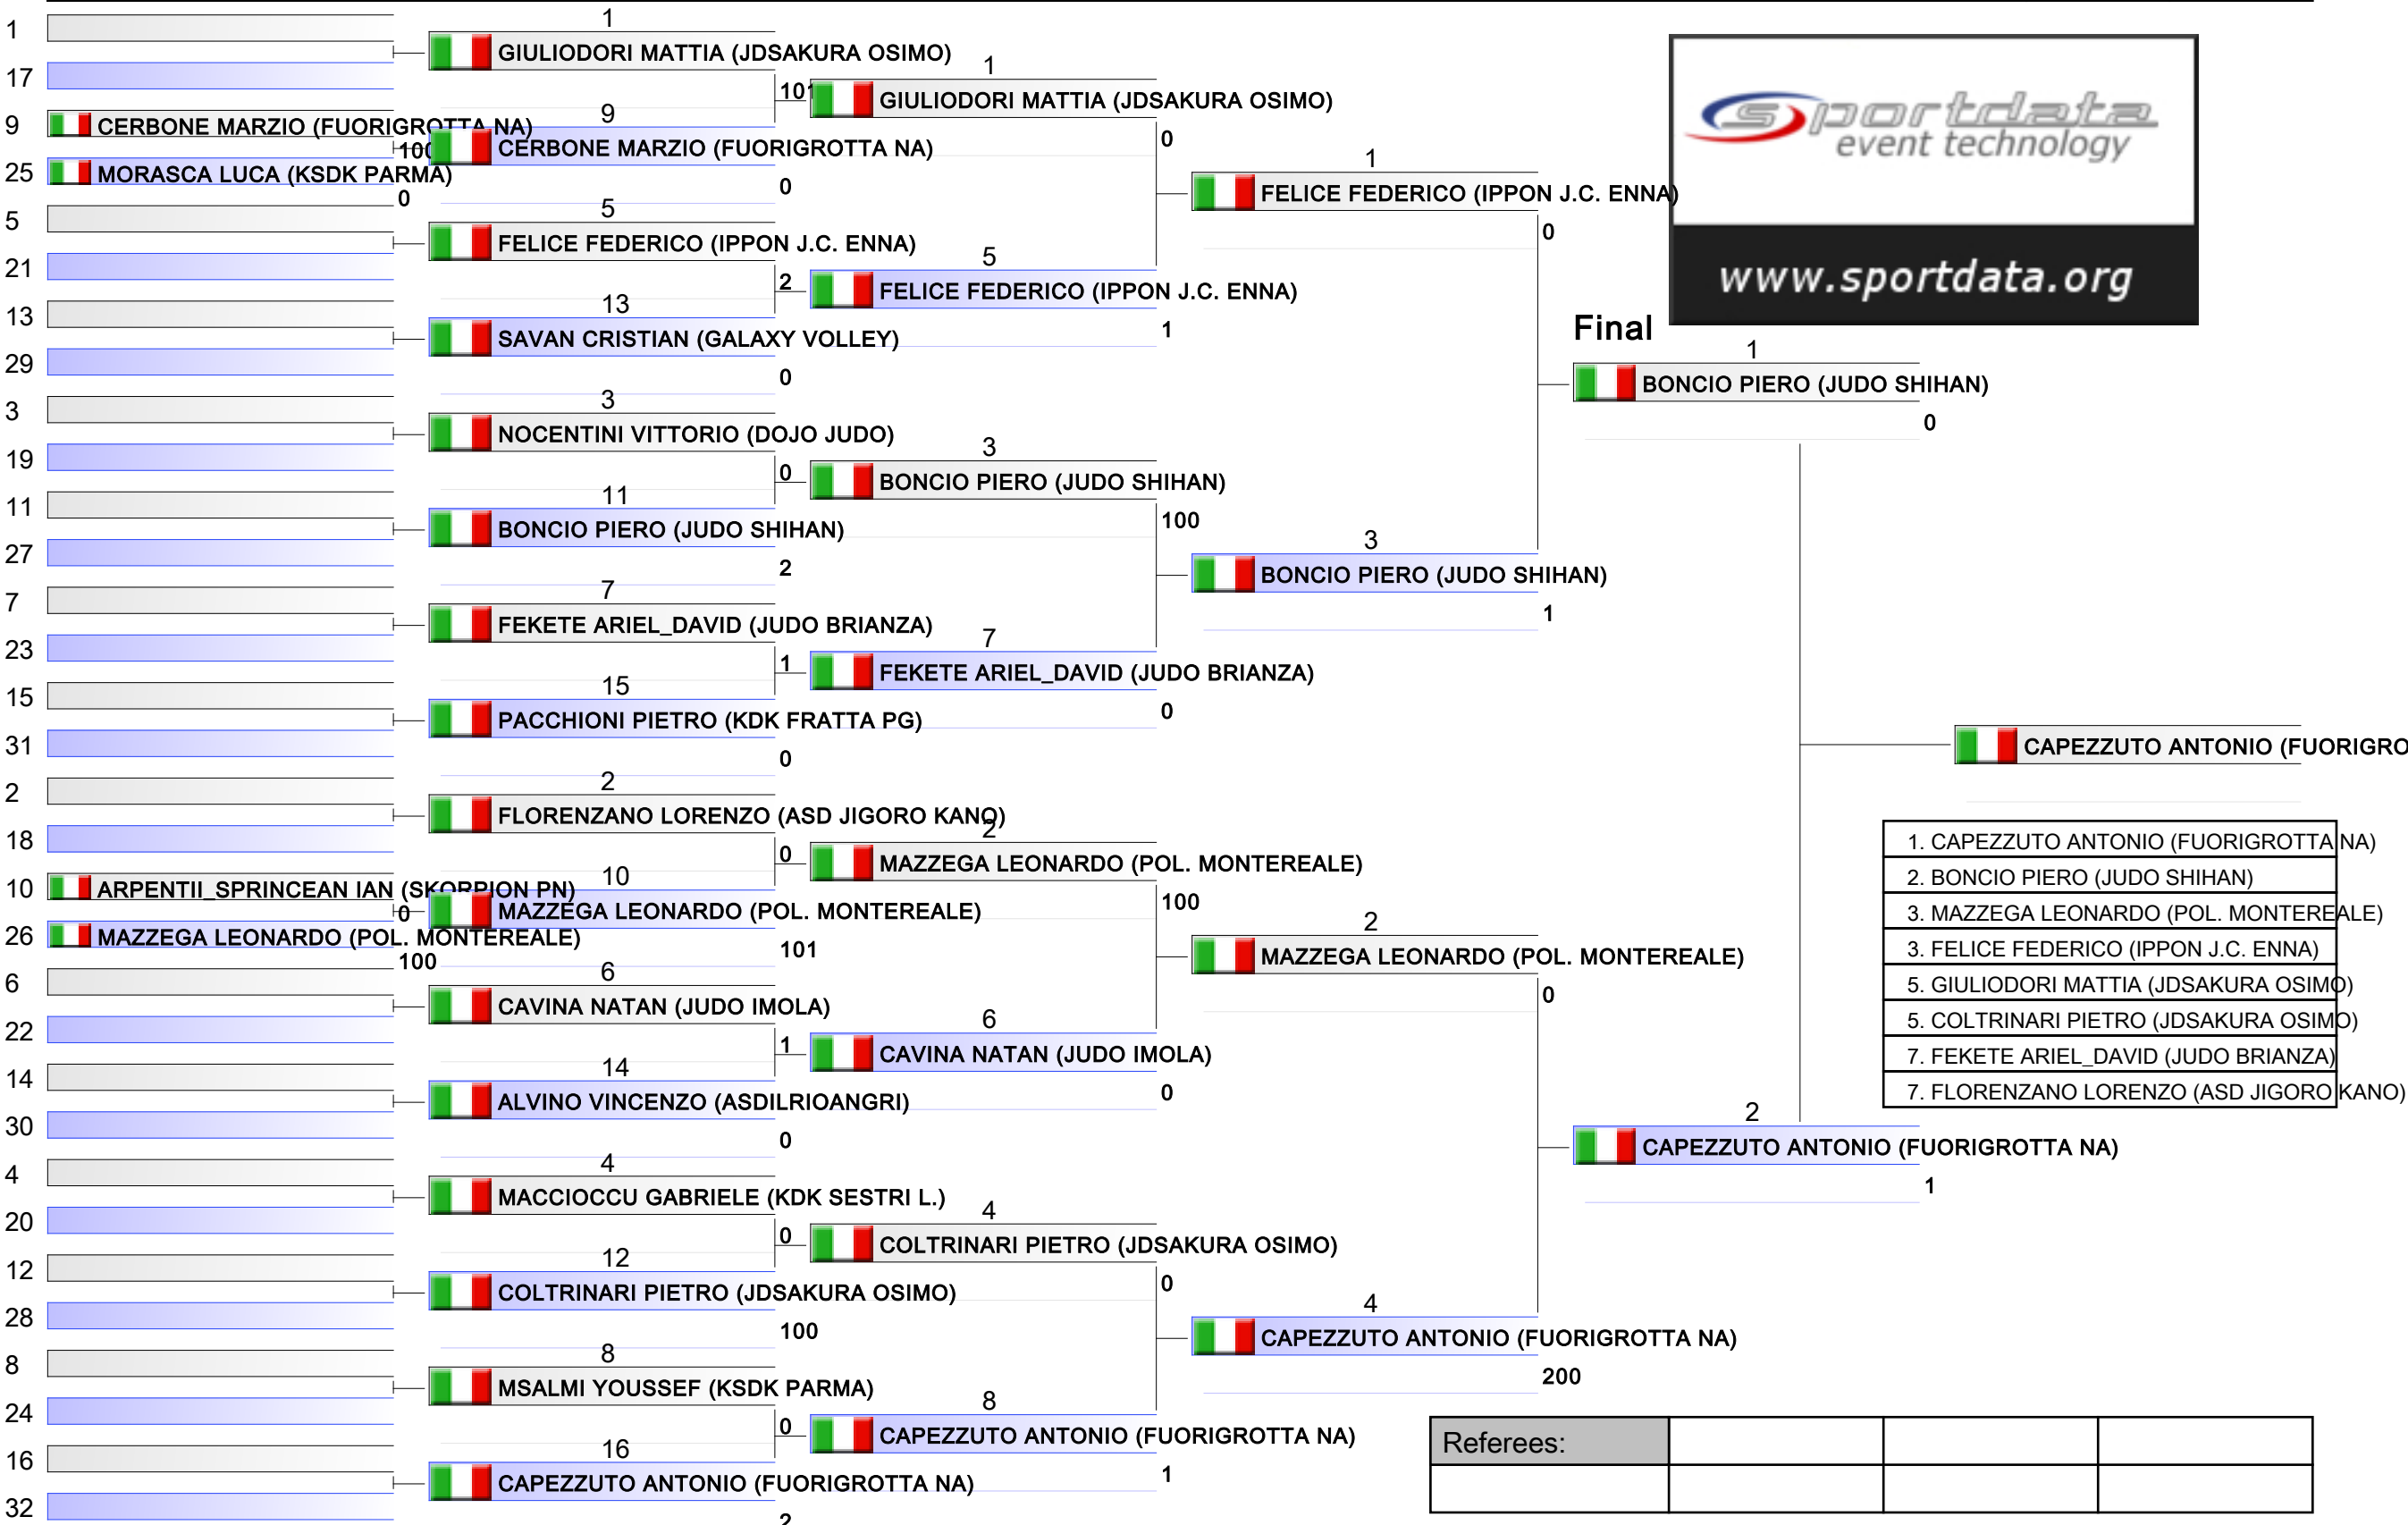 1
17
9 CERBONE MARZIO (FUORIGROTTA NA)
100
25 MORASCA LUCA (KSDK PARMA)
0
5
21
13
29
3
19
11
27
7
23
15
31
2
18
10 ARPENTII_SPRINCEAN IAN (SKORPION PN)
0
26 MAZZEGA LEONARDO (POL. MONTEREALE)
100
6
22
14
30
4
20
12
28
8
24
16
32
1
GIULIODORI MATTIA (JDSAKURA OSIMO)
101
9
CERBONE MARZIO (FUORIGROTTA NA)
0
5
FELICE FEDERICO (IPPON J.C. ENNA)
2
13
SAVAN CRISTIAN (GALAXY VOLLEY)
0
3
NOCENTINI VITTORIO (DOJO JUDO)
0
11
BONCIO PIERO (JUDO SHIHAN)
2
7
FEKETE ARIEL_DAVID (JUDO BRIANZA)
1
15
PACCHIONI PIETRO (KDK FRATTA PG)
0
2
FLORENZANO LORENZO (ASD JIGORO KANO)
0
10
MAZZEGA LEONARDO (POL. MONTEREALE)
101
6
CAVINA NATAN (JUDO IMOLA)
1
14
ALVINO VINCENZO (ASDILRIOANGRI)
0
4
MACCIOCCU GABRIELE (KDK SESTRI L.)
0
12
COLTRINARI PIETRO (JDSAKURA OSIMO)
100
8
MSALMI YOUSSEF (KSDK PARMA)
0
16
CAPEZZUTO ANTONIO (FUORIGROTTA NA)
2
1
GIULIODORI MATTIA (JDSAKURA OSIMO)
0
5
FELICE FEDERICO (IPPON J.C. ENNA)
1
3
BONCIO PIERO (JUDO SHIHAN)
100
7
FEKETE ARIEL_DAVID (JUDO BRIANZA)
0
2
MAZZEGA LEONARDO (POL. MONTEREALE)
100
6
CAVINA NATAN (JUDO IMOLA)
0
4
COLTRINARI PIETRO (JDSAKURA OSIMO)
0
8
CAPEZZUTO ANTONIO (FUORIGROTTA NA)
1
1
FELICE FEDERICO (IPPON J.C. ENNA)
0
3
BONCIO PIERO (JUDO SHIHAN)
1
2
MAZZEGA LEONARDO (POL. MONTEREALE)
0
4
CAPEZZUTO ANTONIO (FUORIGROTTA NA)
200
sportdata
event technology
www.sportdata.org
Final
1
BONCIO PIERO (JUDO SHIHAN)
0
2
CAPEZZUTO ANTONIO (FUORIGROTTA NA)
1
CAPEZZUTO ANTONIO (FUORIGRO
1. CAPEZZUTO ANTONIO (FUORIGROTTA NA)
2. BONCIO PIERO (JUDO SHIHAN)
3. MAZZEGA LEONARDO (POL. MONTEREALE)
3. FELICE FEDERICO (IPPON J.C. ENNA)
5. GIULIODORI MATTIA (JDSAKURA OSIMO)
5. COLTRINARI PIETRO (JDSAKURA OSIMO)
7. FEKETE ARIEL_DAVID (JUDO BRIANZA)
7. FLORENZANO LORENZO (ASD JIGORO KANO)
Referees: